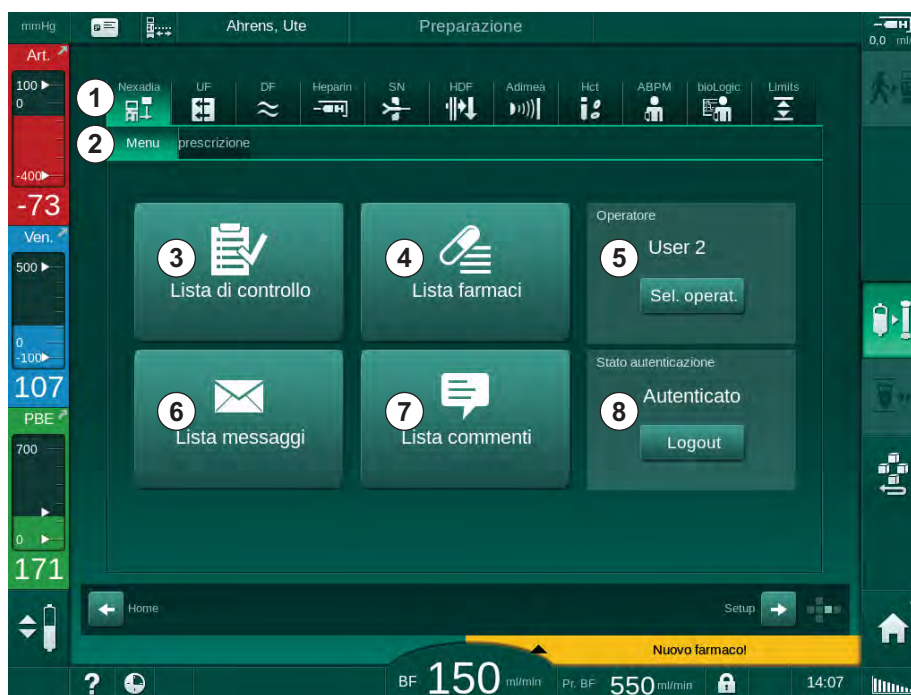 mmHg
Ahrens, Ute
Preparazione
0,0
Art.
100
0
-400
-73
Ven.
500
0
-100
107
PBE
700
0
171
1
Nexadia UF DF Heparin SN HDF Adimea Hct ABPM bioLogic Limits
2
Menu prescrizione
3
Lista di controllo
4
Lista farmaci
Operatore
5
User 2
Sel. operat.
6
Lista messaggi
7
Lista commenti
Stato autenticazione
8
Autenticato
Logout
Home
Setup
Nuovo farmaco!
? BF 150 ml/min Pr. BF 550 ml/min 14:07